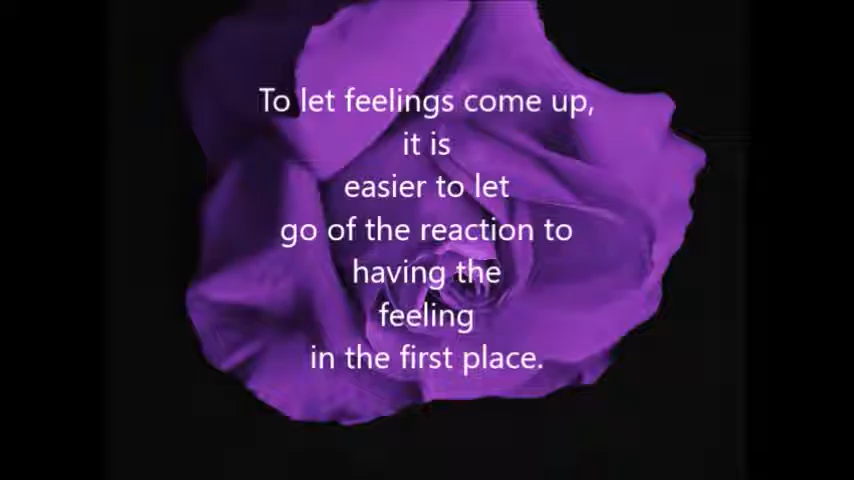 To let feelings come up,
it is
easier to let
go of the reaction to
having the
feeling
in the first place.